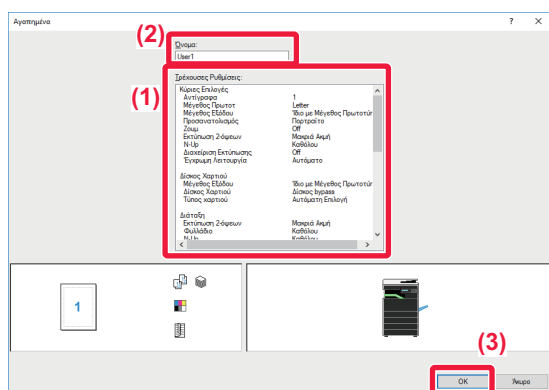 Αγαπημένα ? ×
(2)
Όνομα:
User1
(1)
Τρέχουσες Ρυθμίσεις:
Κύριες Επιλογές
Αντίγραφα 1
Μέγεθος Πρωτοτ Letter
Μέγεθος Εξόδου Ίδιο με Μέγεθος Πρωτοτύπ
Προσανατολισμός Πορτραίτο
Ζουμ Off
Εκτύπωση 2-όψεων Μακριά Ακμή
N-Up Καθόλου
Διαχείριση Εκτύπωσης Off
Έγχρωμη Λειτουργία Αυτόματο
Δίσκος Χαρτιού
Μέγεθος Εξόδου Ίδιο με Μέγεθος Πρωτοτύπ
Δίσκος Χαρτιού Δίσκος bypass
Τύπος χαρτιού Αυτόματη Επιλογή
Διάταξη
Εκτύπωση 2-όψεων Μακριά Ακμή
Φυλλάδιο Καθόλου
N-Up Καθόλου
1
(3)
OK Άκυρο